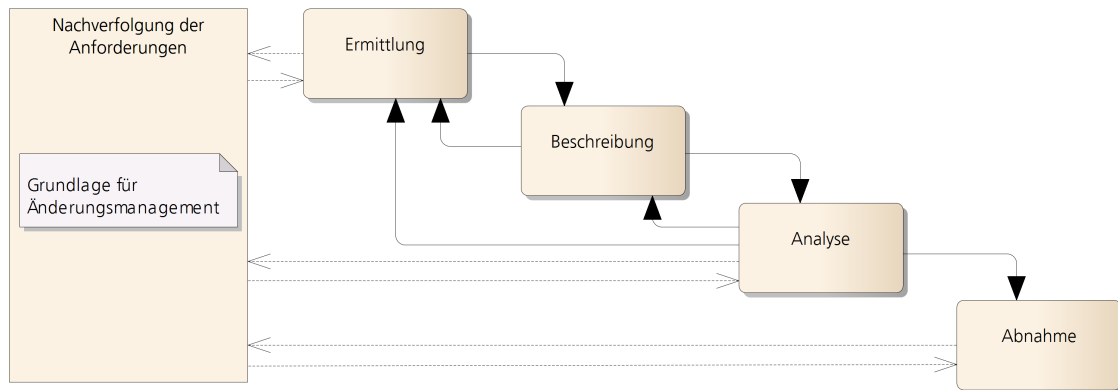 Nachverfolgung der
Anforderungen
Ermittlung
Beschreibung
Grundlage für
Änderungsmanagement
Analyse
Abnahme